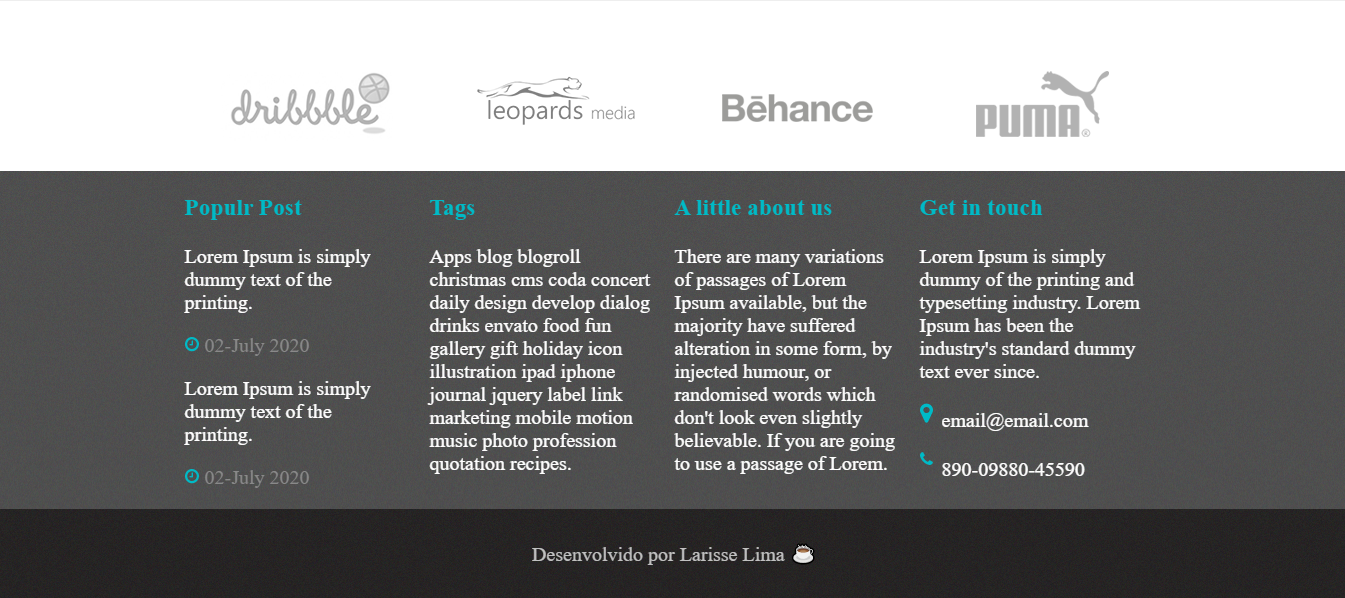 dribbble
leopards media
Bēhance
PUMA®
Populr Post
Lorem Ipsum is simply
dummy text of the
printing.
02-July 2020
Lorem Ipsum is simply
dummy text of the
printing.
02-July 2020
Tags
Apps blog blogroll
christmas cms coda concert
daily design develop dialog
drinks envato food fun
gallery gift holiday icon
illustration ipad iphone
journal jquery label link
marketing mobile motion
music photo profession
quotation recipes.
A little about us
There are many variations
of passages of Lorem
Ipsum available, but the
majority have suffered
alteration in some form, by
injected humour, or
randomised words which
don't look even slightly
believable. If you are going
to use a passage of Lorem.
Get in touch
Lorem Ipsum is simply
dummy of the printing and
typesetting industry. Lorem
Ipsum has been the
industry's standard dummy
text ever since.
email@email.com
890-09880-45590
Desenvolvido por Larisse Lima ☕